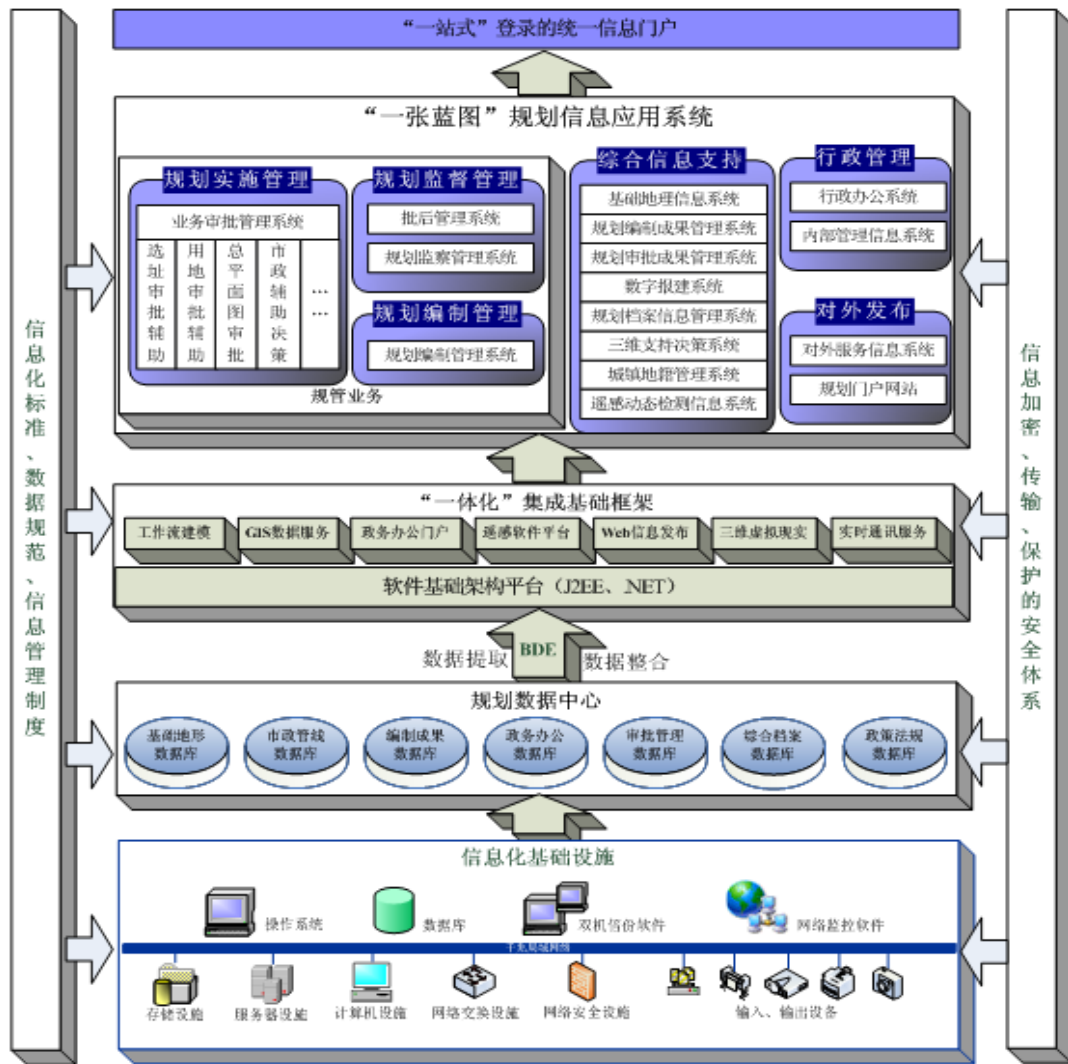 “一站式”登录的统一信息门户
“一张蓝图”规划信息应用系统
规划实施管理
业务审批管理系统
选址审批辅助
用地审批辅助
总平面图审批
市政辅助决策
…
…
规划监督管理
批后管理系统
规划监察管理系统
规划编制管理
规划编制管理系统
规管业务
综合信息支持
基础地理信息系统
规划编制成果管理系统
规划审批成果管理系统
数字报建系统
规划档案信息管理系统
三维支持决策系统
城镇地籍管理系统
遥感动态检测信息系统
行政管理
行政办公系统
内部管理信息系统
对外发布
对外服务信息系统
规划门户网站
“一体化”集成基础框架
工作流建模
GIS数据服务
政务办公门户
遥感软件平台
Web信息发布
三维虚拟现实
实时通讯服务
软件基础架构平台（J2EE、.NET）
数据提取
BDE
数据整合
规划数据中心
基础地形
数据库
市政管线
数据库
编制成果
数据库
政务办公
数据库
审批管理
数据库
综合档案
数据库
政策法规
数据库
信息化基础设施
操作系统
数据库
双机备份软件
网络监控软件
千兆局域网络
存储设施
服务器设施
计算机设施
网络交换设施
网络安全设施
输入、输出设备
信息化标准、数据规范、信息管理制度
信息加密、传输、保护的安全体系